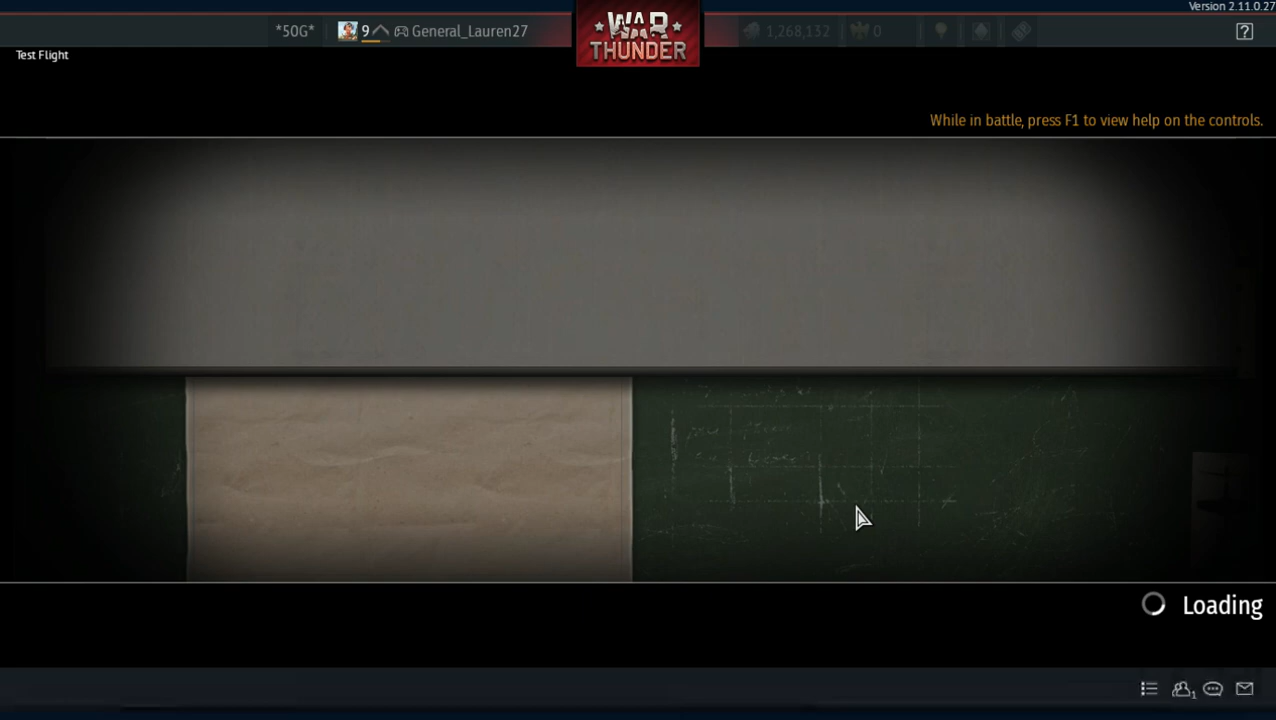 Version 2.11.0.27
*50G* 9 General_Lauren27 WAR THUNDER 1,268,132 0
Test Flight
While in battle, press F1 to view help on the controls.
Loading
1